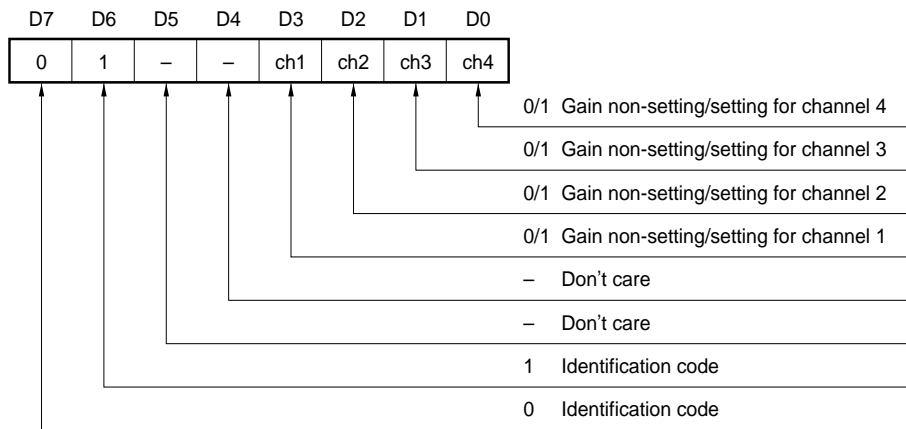 D7 D6 D5 D4 D3 D2 D1 D0
0 1 – – ch1 ch2 ch3 ch4
0/1 Gain non-setting/setting for channel 4
0/1 Gain non-setting/setting for channel 3
0/1 Gain non-setting/setting for channel 2
0/1 Gain non-setting/setting for channel 1
– Don't care
– Don't care
1 Identification code
0 Identification code